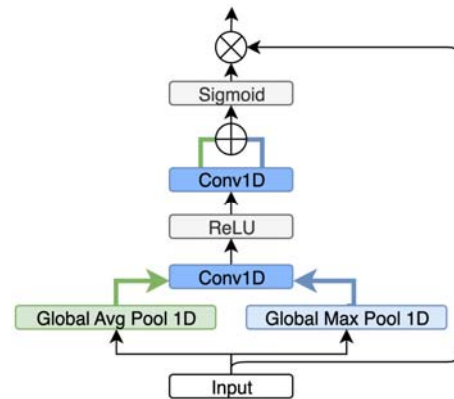 Sigmoid
Conv1D
ReLU
Conv1D
Global Avg Pool 1D
Global Max Pool 1D
Input